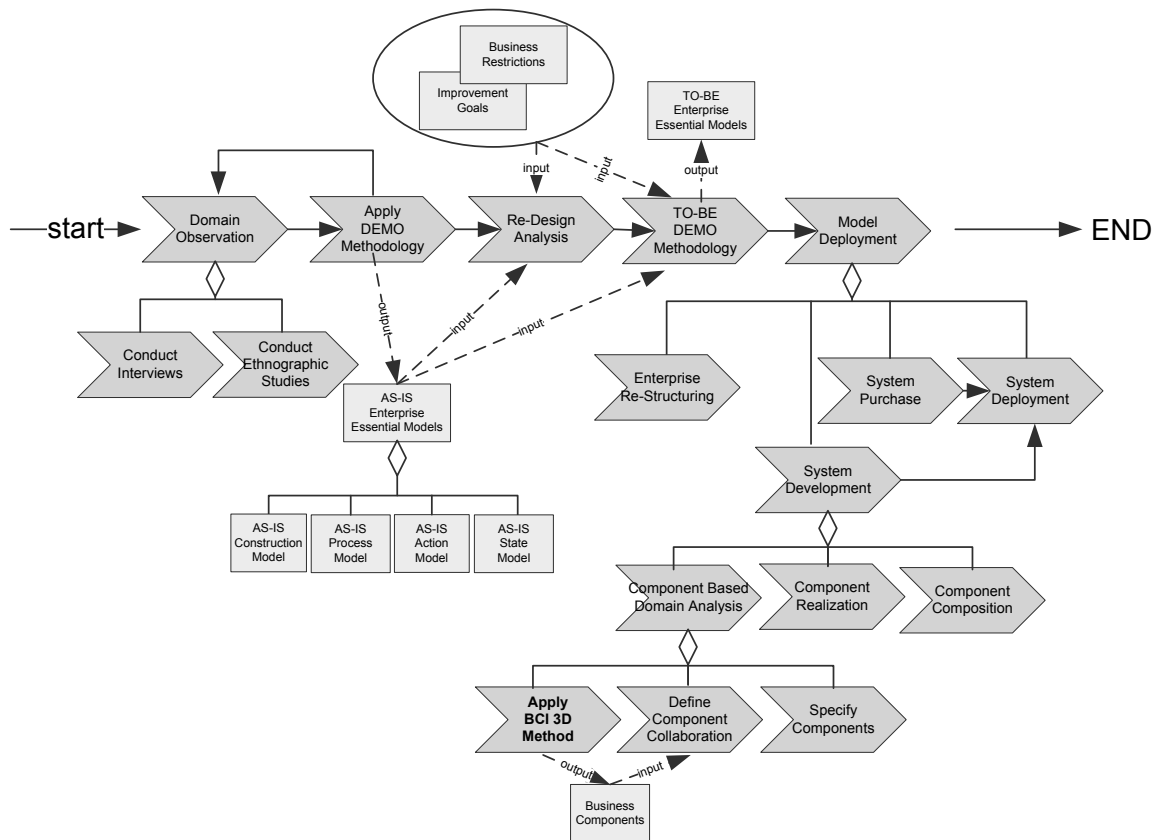 Business
Restrictions
Improvement
Goals
TO-BE
Enterprise
Essential Models
input
input
output
start
Domain
Observation
Apply
DEMO
Methodology
Re-Design
Analysis
TO-BE
DEMO
Methodology
Model
Deployment
END
output
input
input
Conduct
Interviews
Conduct
Ethnographic
Studies
AS-IS
Enterprise
Essential Models
Enterprise
Re-Structuring
System
Purchase
System
Deployment
System
Development
AS-IS
Construction
Model
AS-IS
Process
Model
AS-IS
Action
Model
AS-IS
State
Model
Component Based
Domain Analysis
Component
Realization
Component
Composition
Apply
BCI 3D
Method
Define
Component
Collaboration
Specify
Components
output
input
Business
Components